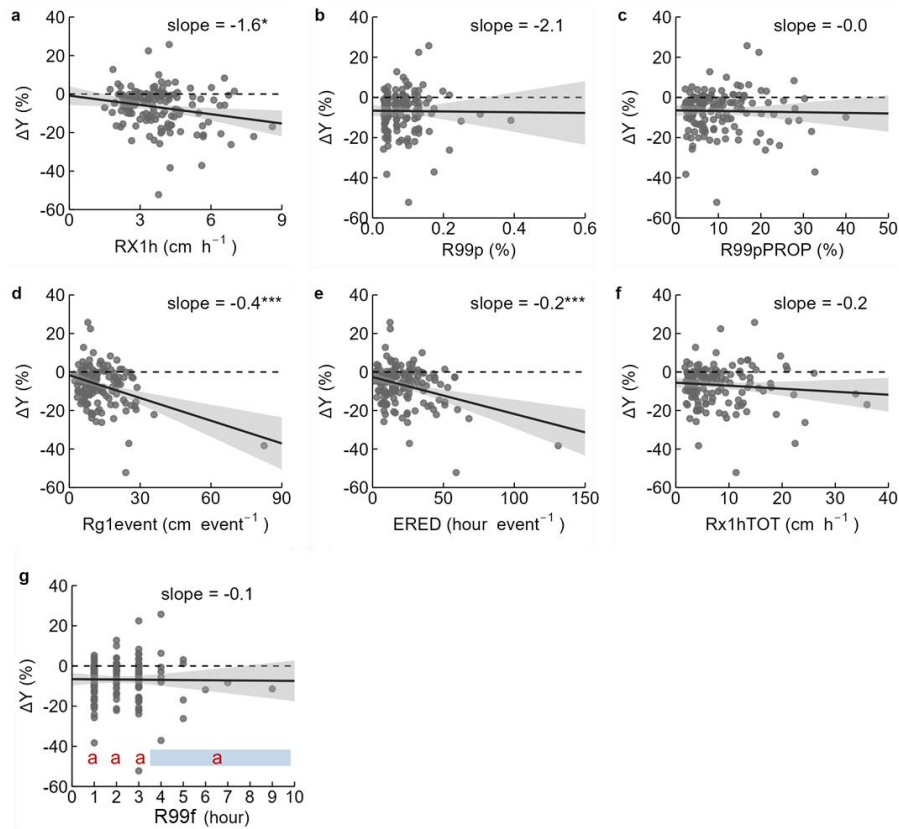 a
slope = -1.6*
40
20
0
-20
-40
-60
ΔY (%)
0 3 6 9
RX1h (cm h⁻¹)
b
slope = -2.1
40
20
0
-20
-40
-60
ΔY (%)
0.0 0.2 0.4 0.6
R99p (%)
c
slope = -0.0
40
20
0
-20
-40
-60
ΔY (%)
0 10 20 30 40 50
R99pPROP (%)
d
slope = -0.4***
40
20
0
-20
-40
-60
ΔY (%)
0 30 60 90
Rg1event (cm event⁻¹)
e
slope = -0.2***
40
20
0
-20
-40
-60
ΔY (%)
0 50 100 150
ERED (hour event⁻¹)
f
slope = -0.2
40
20
0
-20
-40
-60
ΔY (%)
0 10 20 30 40
Rx1hTOT (cm h⁻¹)
g
slope = -0.1
40
20
0
-20
-40
-60
ΔY (%)
a a a a
0 1 2 3 4 5 6 7 8 9 10
R99f (hour)